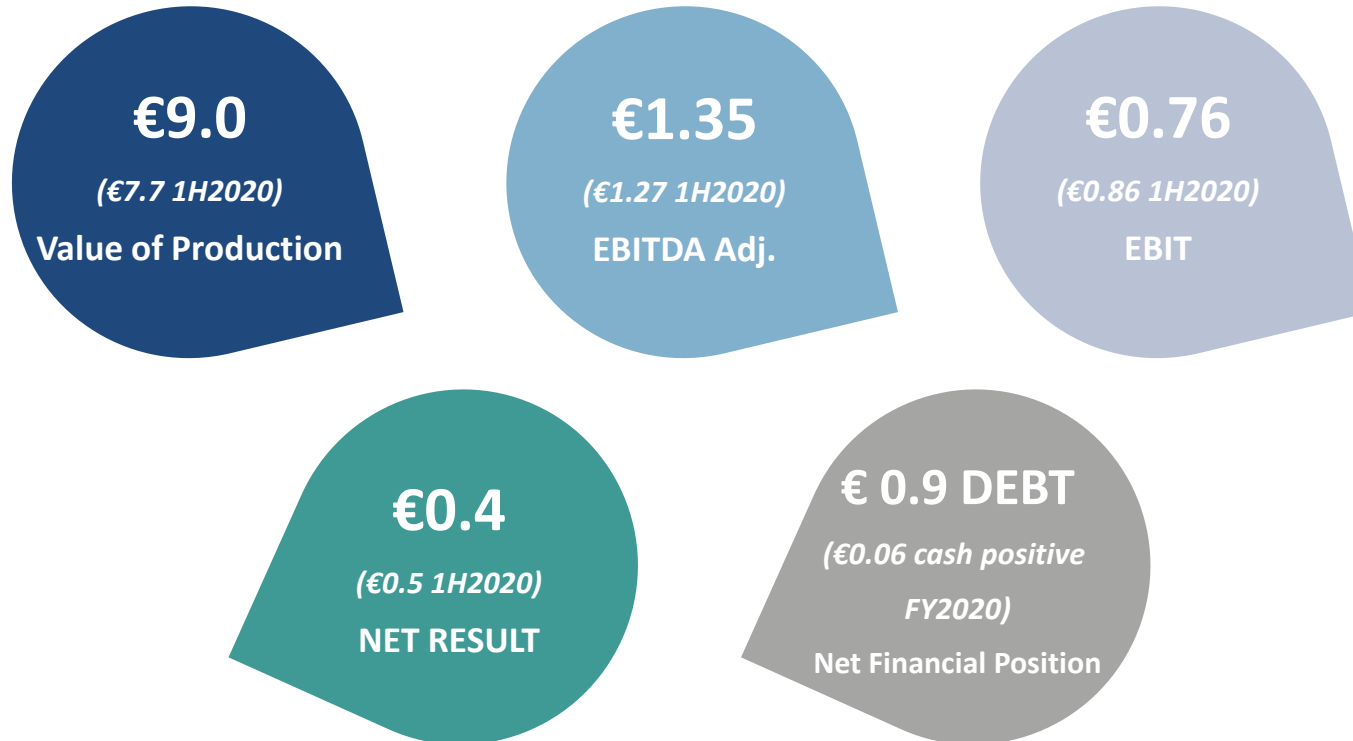 €9.0
(€7.7 1H2020)
Value of Production
€1.35
(€1.27 1H2020)
EBITDA Adj.
€0.76
(€0.86 1H2020)
EBIT
€0.4
(€0.5 1H2020)
NET RESULT
€ 0.9 DEBT
(€0.06 cash positive
FY2020)
Net Financial Position